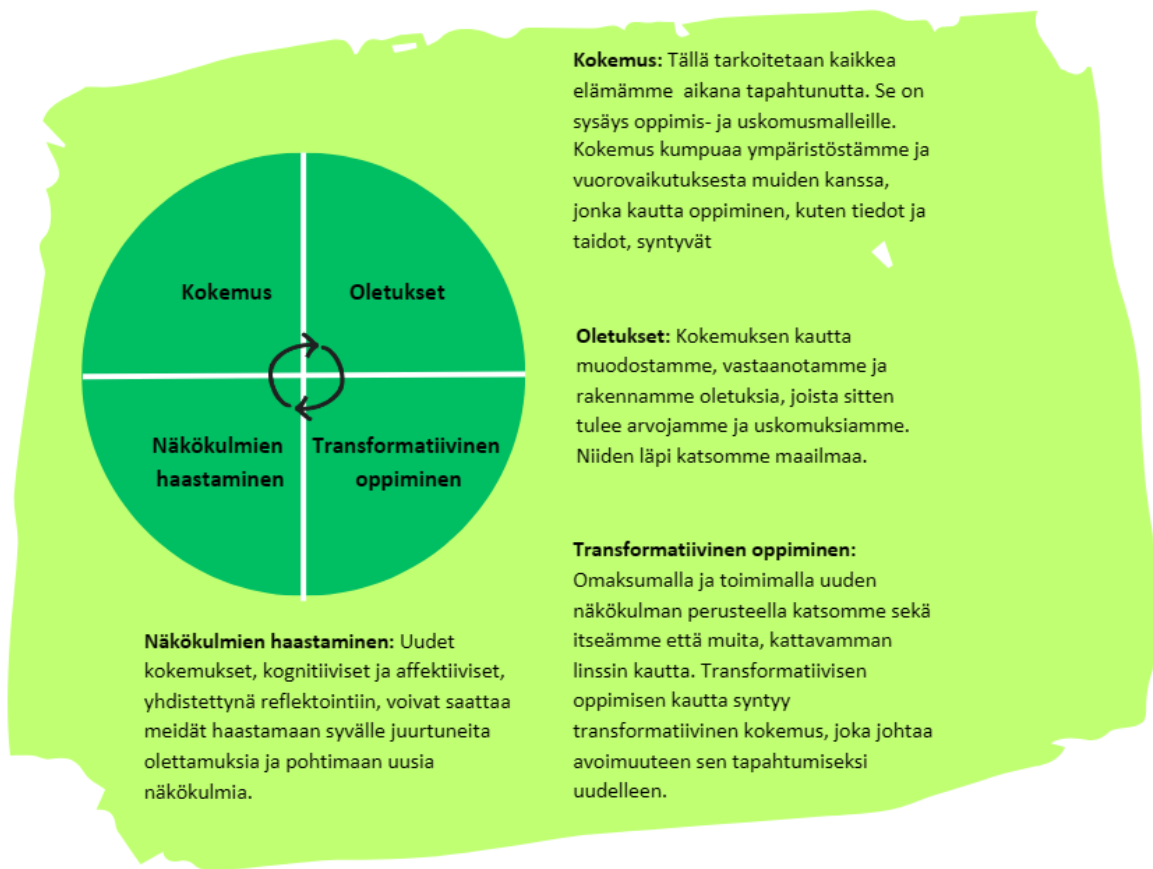 Kokemus
Oletukset
Näkökulmien
haastaminen
Transformatiivinen
oppiminen
Kokemus: Tällä tarkoitetaan kaikkea
elämämme aikana tapahtunutta. Se on
sysäys oppimis- ja uskomusmalleille.
Kokemus kumpuaa ympäristöstämme ja
vuorovaikutuksesta muiden kanssa,
jonka kautta oppiminen, kuten tiedot ja
taidot, syntyvät
Oletukset: Kokemuksen kautta
muodostamme, vastaanotamme ja
rakennamme oletuksia, joista sitten
tulee arvojamme ja uskomuksiamme.
Niiden läpi katsomme maailmaa.
Transformatiivinen oppiminen:
Omaksumalla ja toimimalla uuden
näkökulman perusteella katsomme sekä
itseämme että muita, kattavamman
linssin kautta. Transformatiivisen
oppimisen kautta syntyy
transformatiivinen kokemus, joka johtaa
avoimuuteen sen tapahtumiseksi
uudelleen.
Näkökulmien haastaminen: Uudet
kokemukset, kognitiiviset ja affektiiviset,
yhdistettynä reflektointiin, voivat saattaa
meidät haastamaan syvälle juurtuneita
olettamuksia ja pohtimaan uusia
näkökulmia.